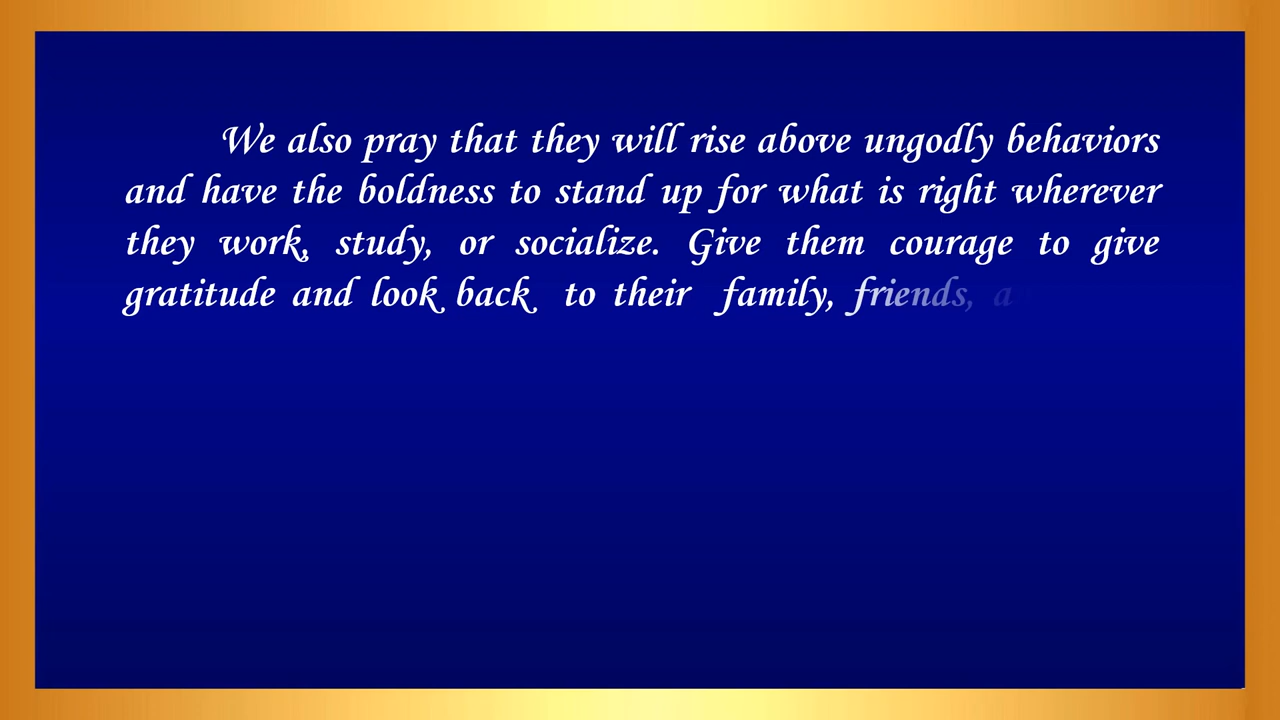 We also pray that they will rise above ungodly behaviors
and have the boldness to stand up for what is right wherever
they work, study, or socialize. Give them courage to give
gratitude and look back to their family, friends, a